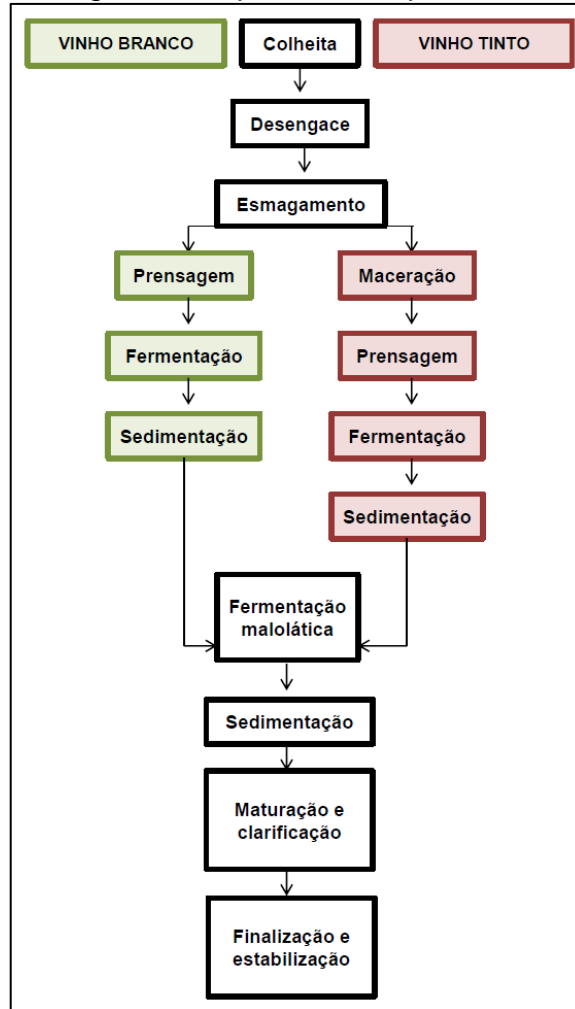 VINHO BRANCO
Colheita
VINHO TINTO
Desengace
Esmagamento
Prensagem
Maceração
Fermentação
Prensagem
Sedimentação
Fermentação
Sedimentação
Fermentação
malolática
Sedimentação
Maturação e
clarificação
Finalização e
estabilização